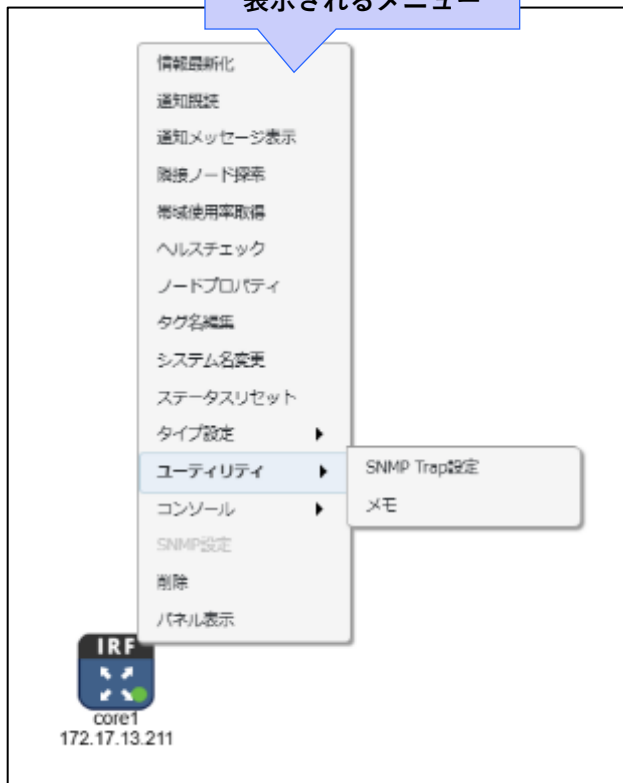 表示されるメニュー
情報最新化
通知既読
通知メッセージ表示
隣接ノード探索
帯域使用率取得
ヘルスチェック
ノードプロパティ
タグ名編集
システム名変更
ステータスリセット
タイプ設定
ユーティリティ
SNMP Trap設定
メモ
コンソール
SNMP設定
削除
パネル表示
IRF
core1
172.17.13.211